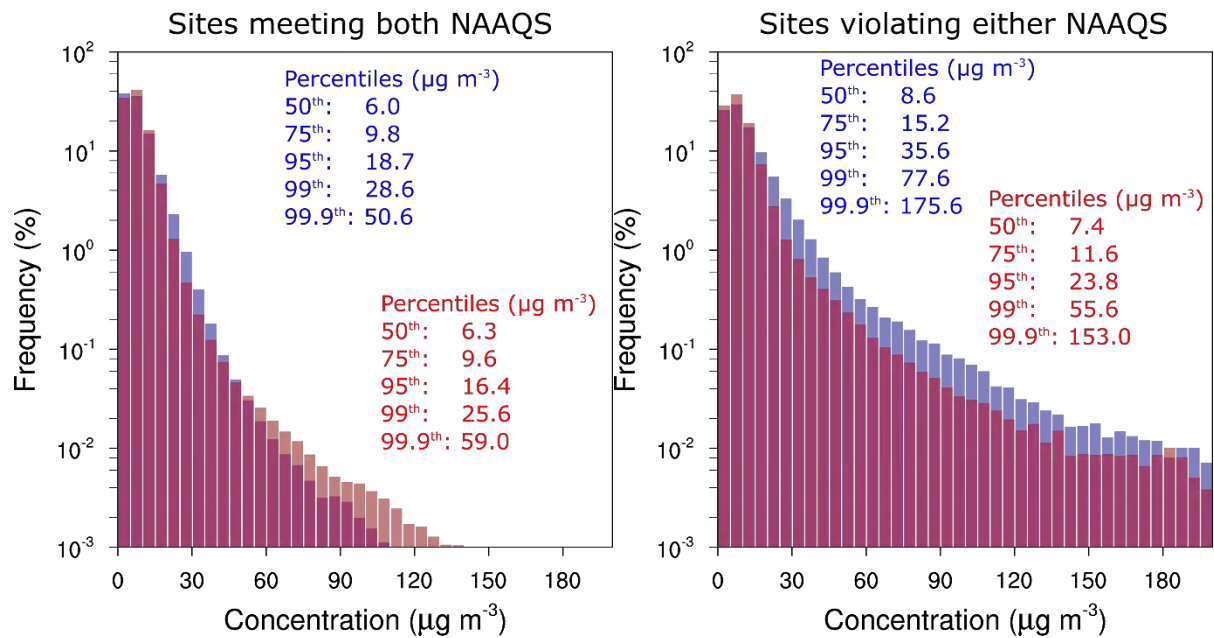 Sites meeting both NAAQS
Frequency (%)
10²
10¹
10⁰
10⁻¹
10⁻²
10⁻³
Percentiles (µg m⁻³)
50ᵗʰ: 6.0
75ᵗʰ: 9.8
95ᵗʰ: 18.7
99ᵗʰ: 28.6
99.9ᵗʰ: 50.6
Percentiles (µg m⁻³)
50ᵗʰ: 6.3
75ᵗʰ: 9.6
95ᵗʰ: 16.4
99ᵗʰ: 25.6
99.9ᵗʰ: 59.0
0 30 60 90 120 150 180
Concentration (µg m⁻³)
Sites violating either NAAQS
Frequency (%)
10²
10¹
10⁰
10⁻¹
10⁻²
10⁻³
Percentiles (µg m⁻³)
50ᵗʰ: 8.6
75ᵗʰ: 15.2
95ᵗʰ: 35.6
99ᵗʰ: 77.6
99.9ᵗʰ: 175.6
Percentiles (µg m⁻³)
50ᵗʰ: 7.4
75ᵗʰ: 11.6
95ᵗʰ: 23.8
99ᵗʰ: 55.6
99.9ᵗʰ: 153.0
0 30 60 90 120 150 180
Concentration (µg m⁻³)